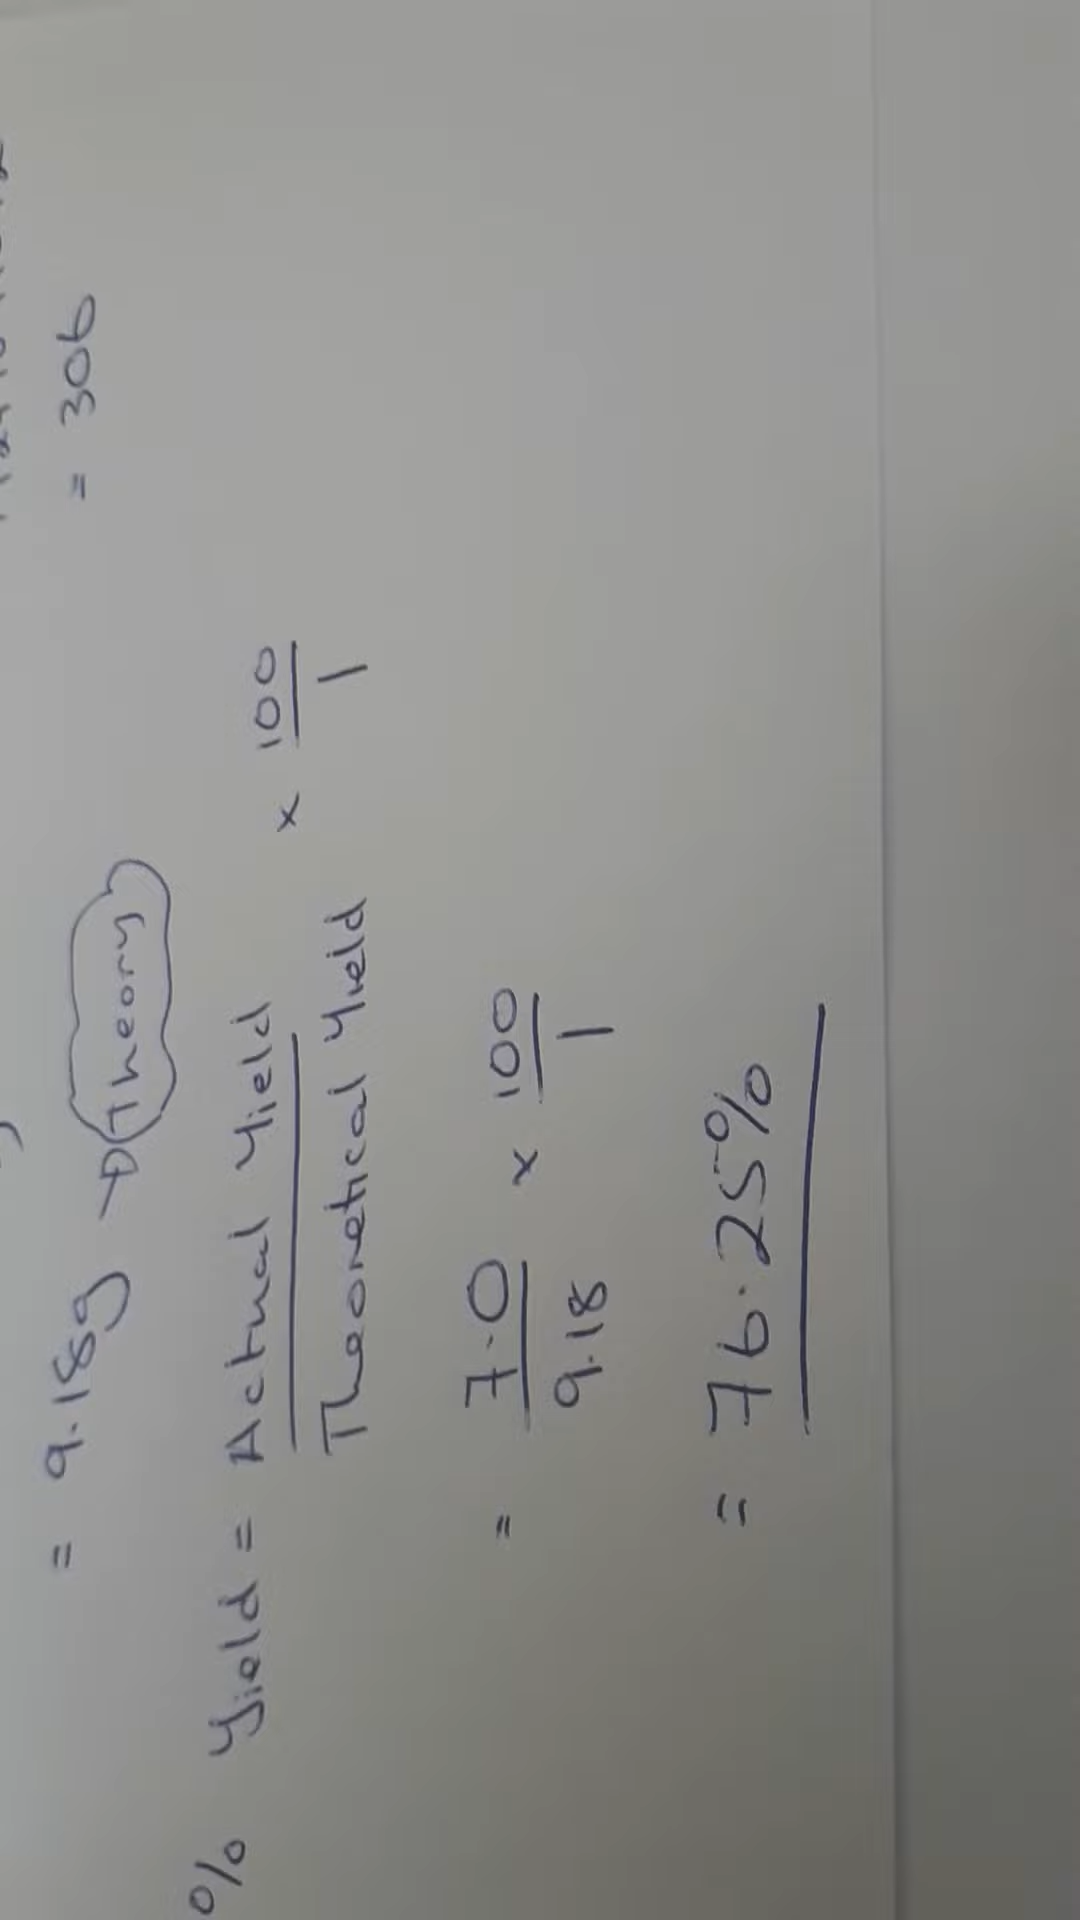 = 306
= 9.18g → Theory
% Yield = Actual Yield × 100
Theoretical Yield 1
= 7.0 × 100
9.18 1
= 76.25%